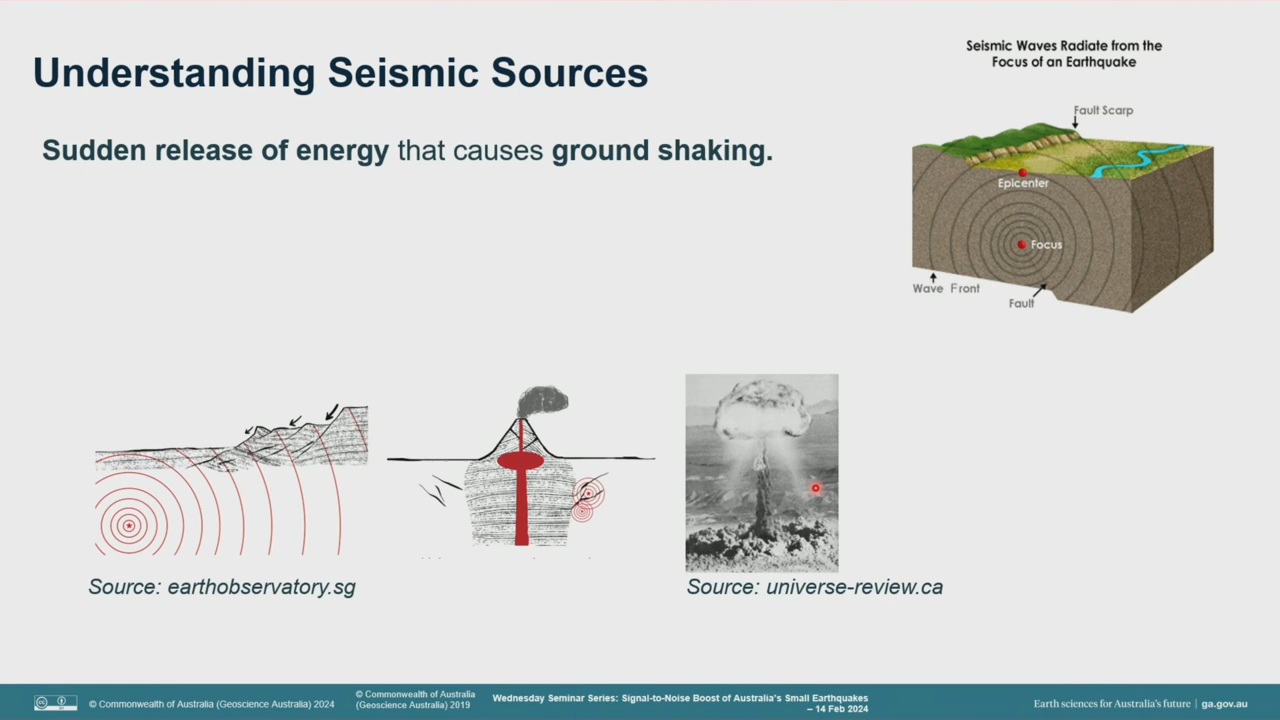 Understanding Seismic Sources
Sudden release of energy that causes ground shaking.
Seismic Waves Radiate from the
Focus of an Earthquake
Fault Scarp
Epicenter
Focus
Wave Front
Fault
Source: earthobservatory.sg
Source: universe-review.ca
© Commonwealth of Australia (Geoscience Australia) 2024
© Commonwealth of Australia
(Geoscience Australia) 2019
Wednesday Seminar Series: Signal-to-Noise Boost of Australia's Small Earthquakes
– 14 Feb 2024
Earth sciences for Australia's future | ga.gov.au